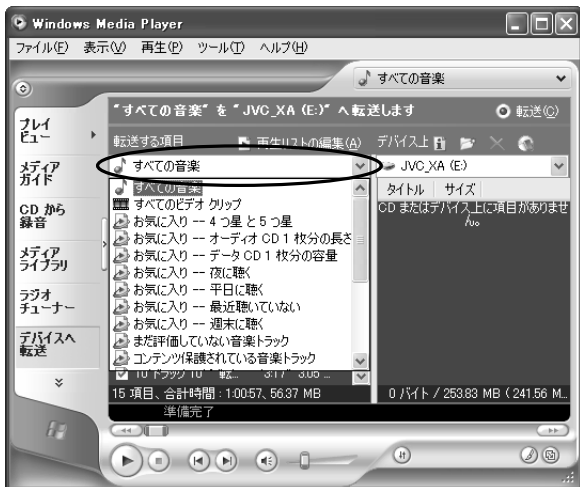 Windows Media Player
ファイル(F) 表示(V) 再生(P) ツール(T) ヘルプ(H)
すべての音楽
"すべての音楽" を "JVC_XA (E:)" へ転送します 転送(C)
プレイビュー
メディアガイド
CD から録音
メディアライブラリ
ラジオチューナー
デバイスへ転送
転送する項目 再生リストの編集(A) デバイス上
すべての音楽
JVC_XA (E:)
すべての音楽
すべてのビデオ クリップ
お気に入り -- 4 つ星 と 5 つ星
お気に入り -- オーディオ CD 1 枚分の長さ
お気に入り -- データ CD 1 枚分の容量
お気に入り -- 夜に聴く
お気に入り -- 平日に聴く
お気に入り -- 最近聴いていない
お気に入り -- 週末に聴く
まだ評価していない音楽トラック
コンテンツ保護されている音楽トラック
タイトル サイズ
CD またはデバイス上に項目がありません。
15 項目、合計時間 : 1:00:57、56.37 MB
0 バイト / 253.83 MB ( 241.56 M...
準備完了